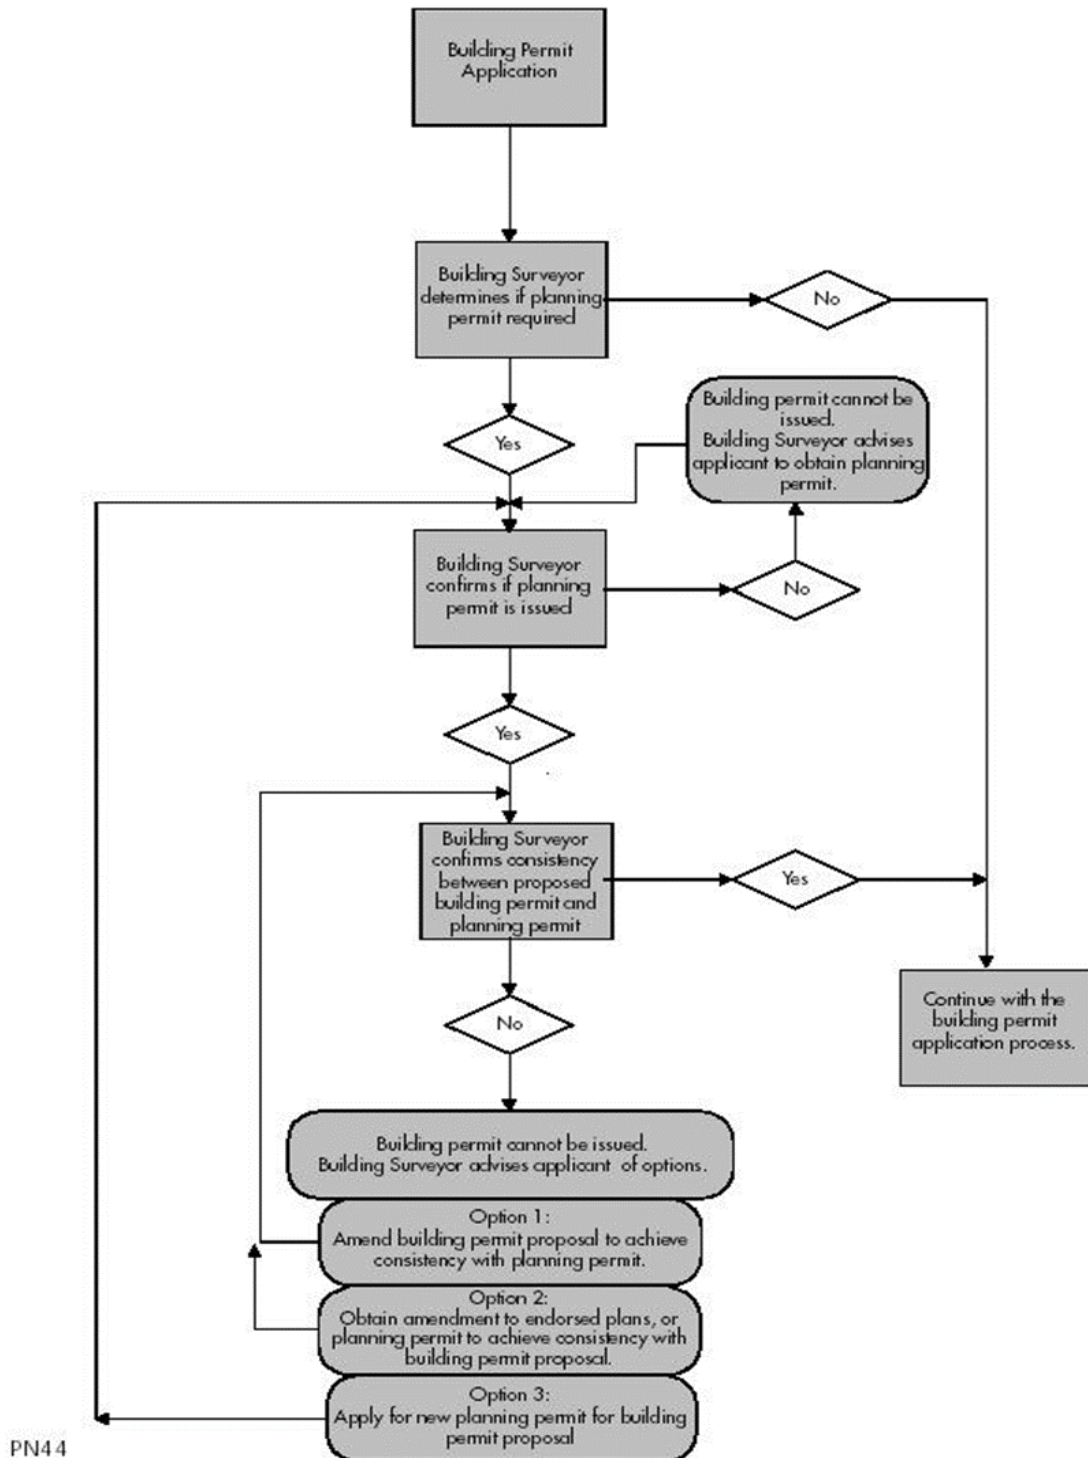 Building Permit
Application
Building Surveyor
determines if planning
permit required
No
Yes
Building permit cannot be
issued.
Building Surveyor advises
applicant to obtain planning
permit.
Building Surveyor
confirms if planning
permit is issued
No
Yes
Building Surveyor
confirms consistency
between proposed
building permit and
planning permit
Yes
No
Continue with the
building permit
application process.
Building permit cannot be issued.
Building Surveyor advises applicant of options.
Option 1:
Amend building permit proposal to achieve
consistency with planning permit.
Option 2:
Obtain amendment to endorsed plans, or
planning permit to achieve consistency with
building permit proposal.
Option 3:
Apply for new planning permit for building
permit proposal
PN44